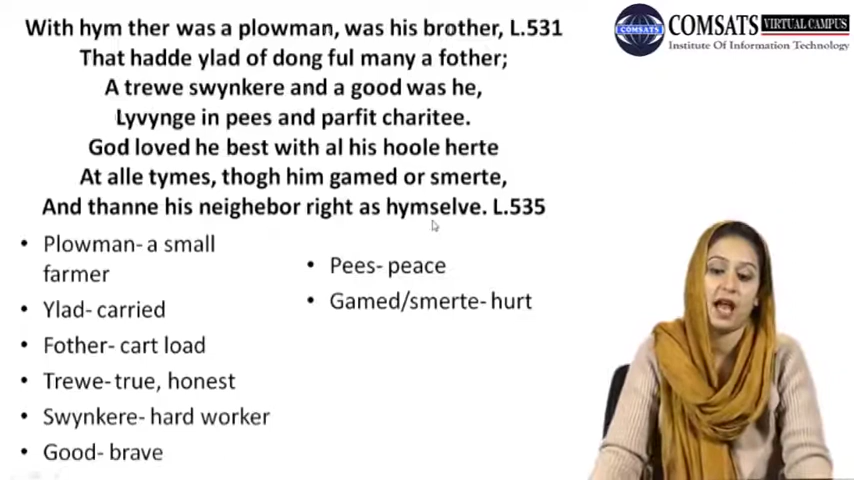 With hym ther was a plowman, was his brother, L.531
That hadde ylad of dong ful many a fother;
A trewe swynkere and a good was he,
Lyvynge in pees and parfit charitee.
God loved he best with al his hoole herte
At alle tymes, thogh him gamed or smerte,
And thanne his neighebor right as hymselve. L.535
• Plowman- a small
farmer
• Ylad- carried
• Fother- cart load
• Trewe- true, honest
• Swynkere- hard worker
• Good- brave
• Pees- peace
• Gamed/smerte- hurt
COMSATS
COMSATS VIRTUAL CAMPUS
Institute Of Information Technology